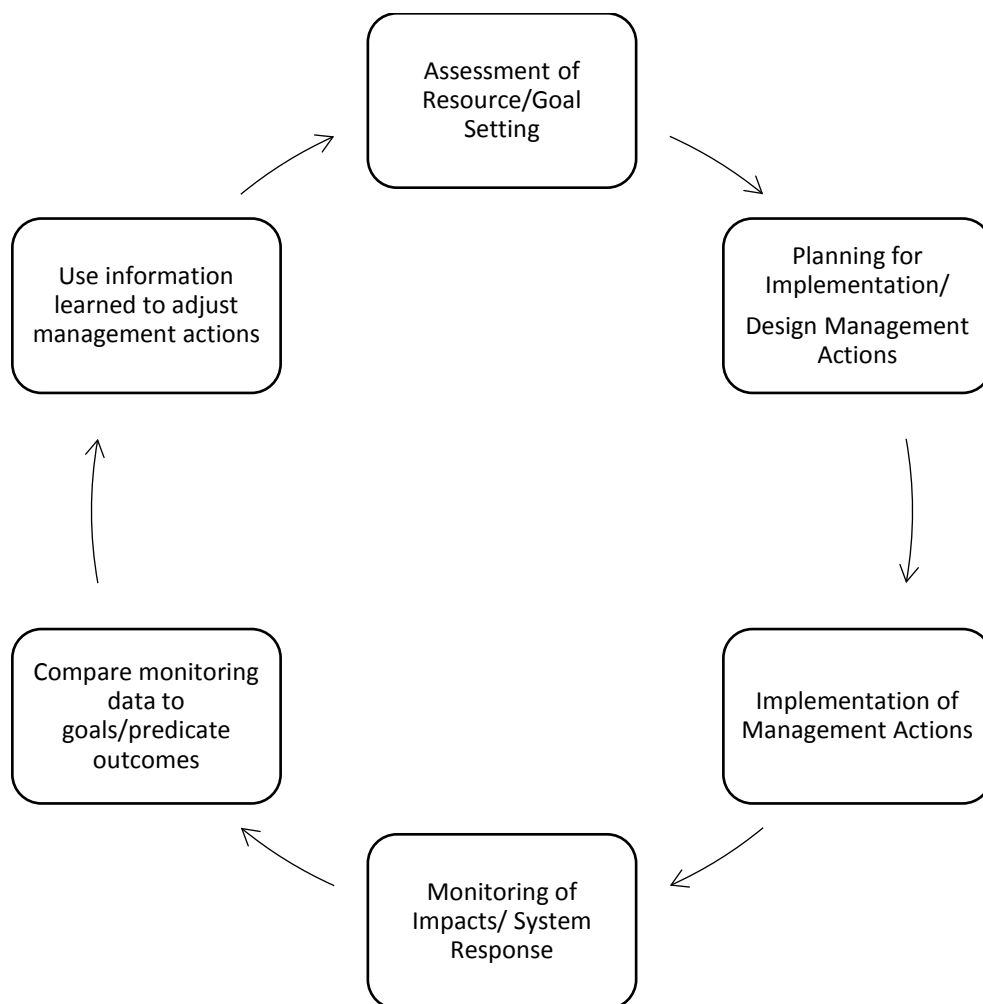 Assessment of
Resource/Goal
Setting
Planning for
Implementation/
Design Management
Actions
Implementation of
Management Actions
Monitoring of
Impacts/ System
Response
Compare monitoring
data to
goals/predicate
outcomes
Use information
learned to adjust
management actions